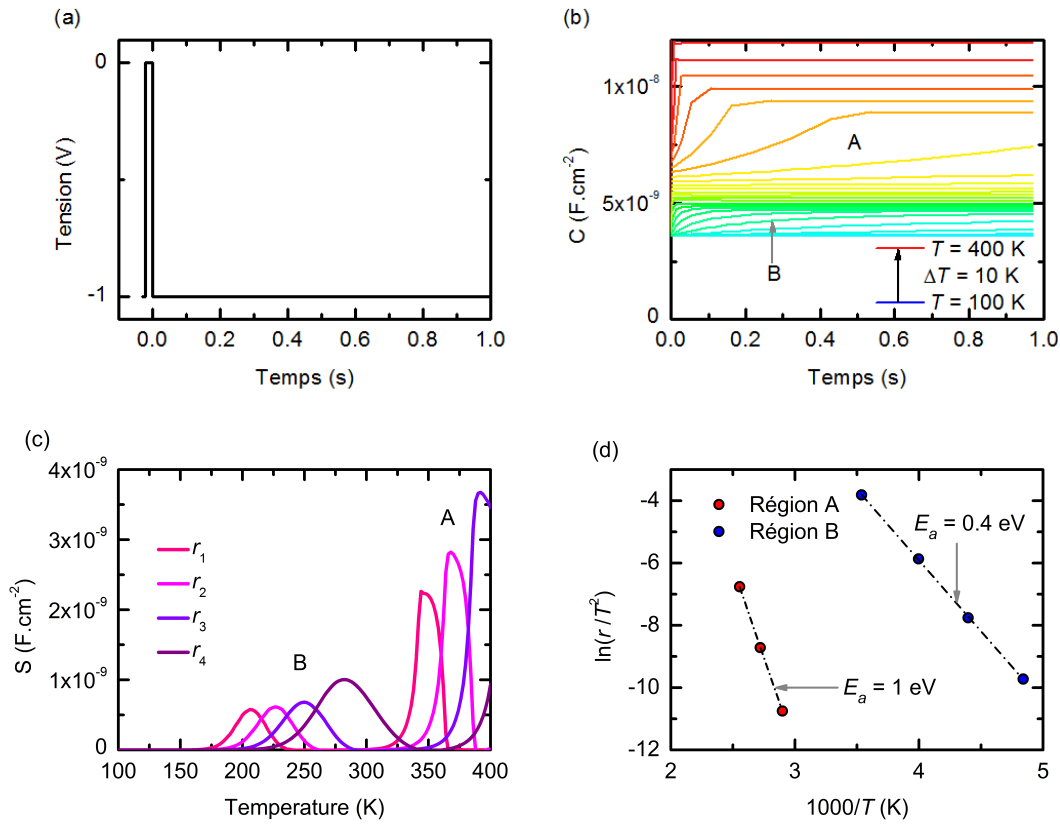 (a)
0
-1
Tension (V)
0.0 0.2 0.4 0.6 0.8 1.0
Temps (s)
(b)
1x10⁻⁸
5x10⁻⁹
0
C (F.cm⁻²)
A
B
T = 400 K
ΔT = 10 K
T = 100 K
0.0 0.2 0.4 0.6 0.8 1.0
Temps (s)
(c)
4x10⁻⁹
3x10⁻⁹
2x10⁻⁹
1x10⁻⁹
0
S (F.cm⁻²)
r₁
r₂
r₃
r₄
B
A
100 150 200 250 300 350 400
Temperature (K)
(d)
-4
-6
-8
-10
-12
ln(r/T²)
Région A
Région B
Eₐ = 0.4 eV
Eₐ = 1 eV
2 3 4 5
1000/T (K)